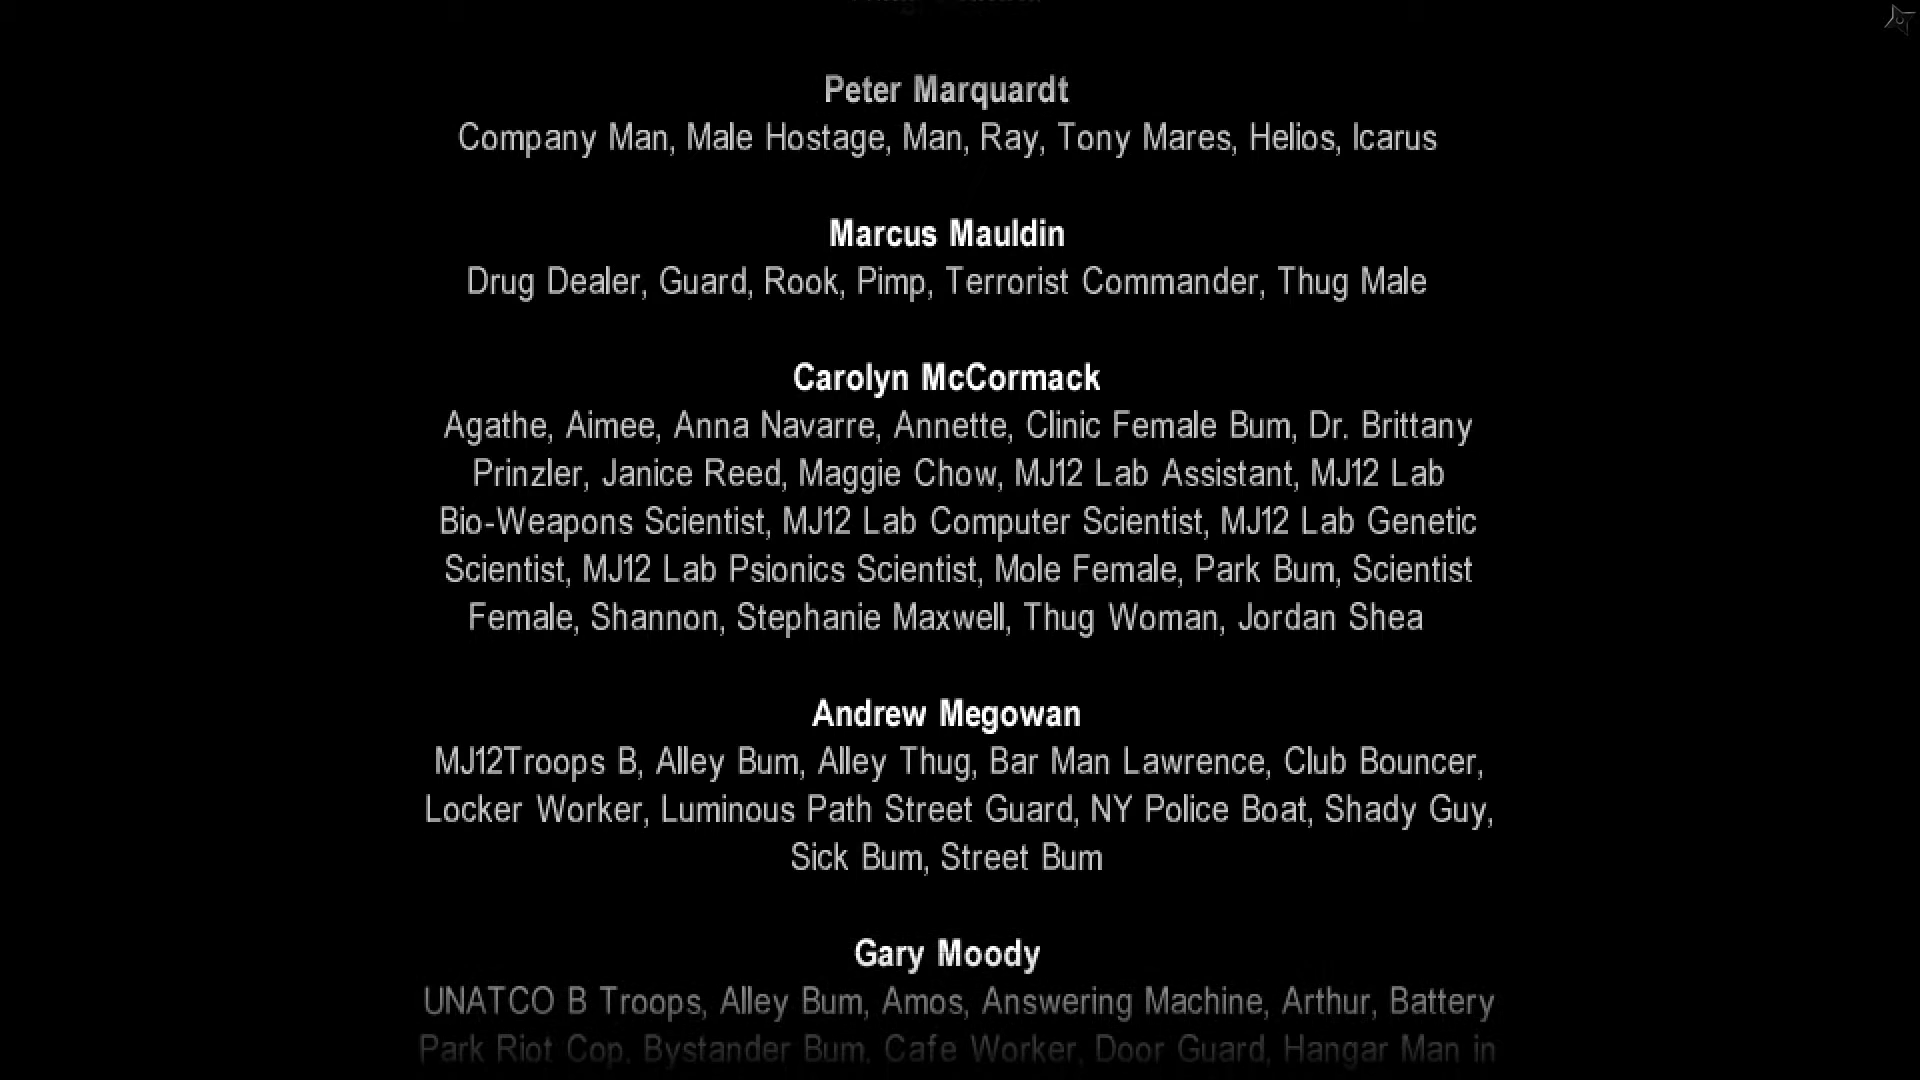 Peter Marquardt
Company Man, Male Hostage, Man, Ray, Tony Mares, Helios, Icarus
Marcus Mauldin
Drug Dealer, Guard, Rook, Pimp, Terrorist Commander, Thug Male
Carolyn McCormack
Agathe, Aimee, Anna Navarre, Annette, Clinic Female Bum, Dr. Brittany
Prinzler, Janice Reed, Maggie Chow, MJ12 Lab Assistant, MJ12 Lab
Bio-Weapons Scientist, MJ12 Lab Computer Scientist, MJ12 Lab Genetic
Scientist, MJ12 Lab Psionics Scientist, Mole Female, Park Bum, Scientist
Female, Shannon, Stephanie Maxwell, Thug Woman, Jordan Shea
Andrew Megowan
MJ12Troops B, Alley Bum, Alley Thug, Bar Man Lawrence, Club Bouncer,
Locker Worker, Luminous Path Street Guard, NY Police Boat, Shady Guy,
Sick Bum, Street Bum
Gary Moody
UNATCO B Troops, Alley Bum, Amos, Answering Machine, Arthur, Battery
Park Riot Cop, Bystander Bum, Cafe Worker, Door Guard, Hangar Man in